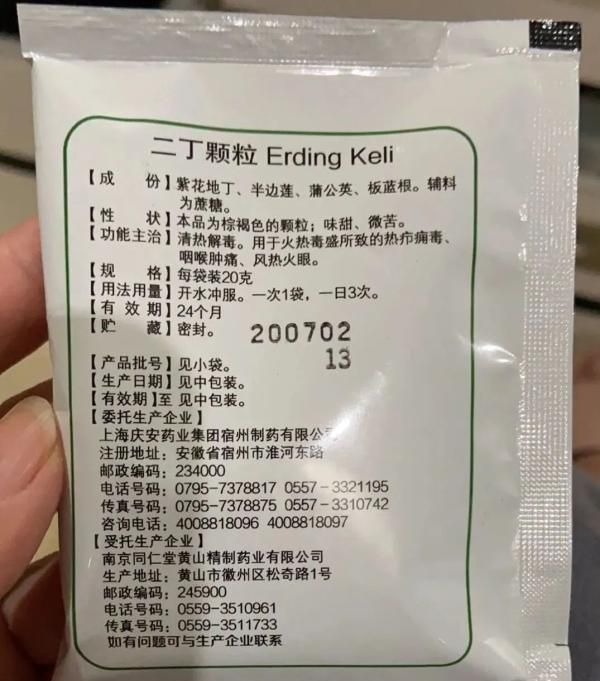 二丁颗粒 Erding Keli
【成 份】紫花地丁、半边莲、蒲公英、板蓝根。辅料
为蔗糖。
【性 状】本品为棕褐色的颗粒；味甜、微苦。
【功能主治】清热解毒。用于火热毒盛所致的热疖痈毒、
咽喉肿痛、风热火眼。
【规 格】每袋装20克
【用法用量】开水冲服。一次1袋，一日3次。
【有 效 期】24个月
【贮 藏】密封。
200702
13
【产品批号】见小袋。
【生产日期】见中包装。
【有效期】至 见中包装。
【委托生产企业】
上海庆安药业集团宿州制药有限公
注册地址：安徽省宿州市淮河东路
邮政编码：234000
电话号码：0795-7378817 0557-3321195
传真号码：0795-7378875 0557-3310742
咨询电话：4008818096 4008818097
【受托生产企业】
南京同仁堂黄山精制药业有限公司
生产地址：黄山市徽州区松奇路1号
邮政编码：245900
电话号码：0559-3510961
传真号码：0559-3511733
如有问题可与生产企业联系